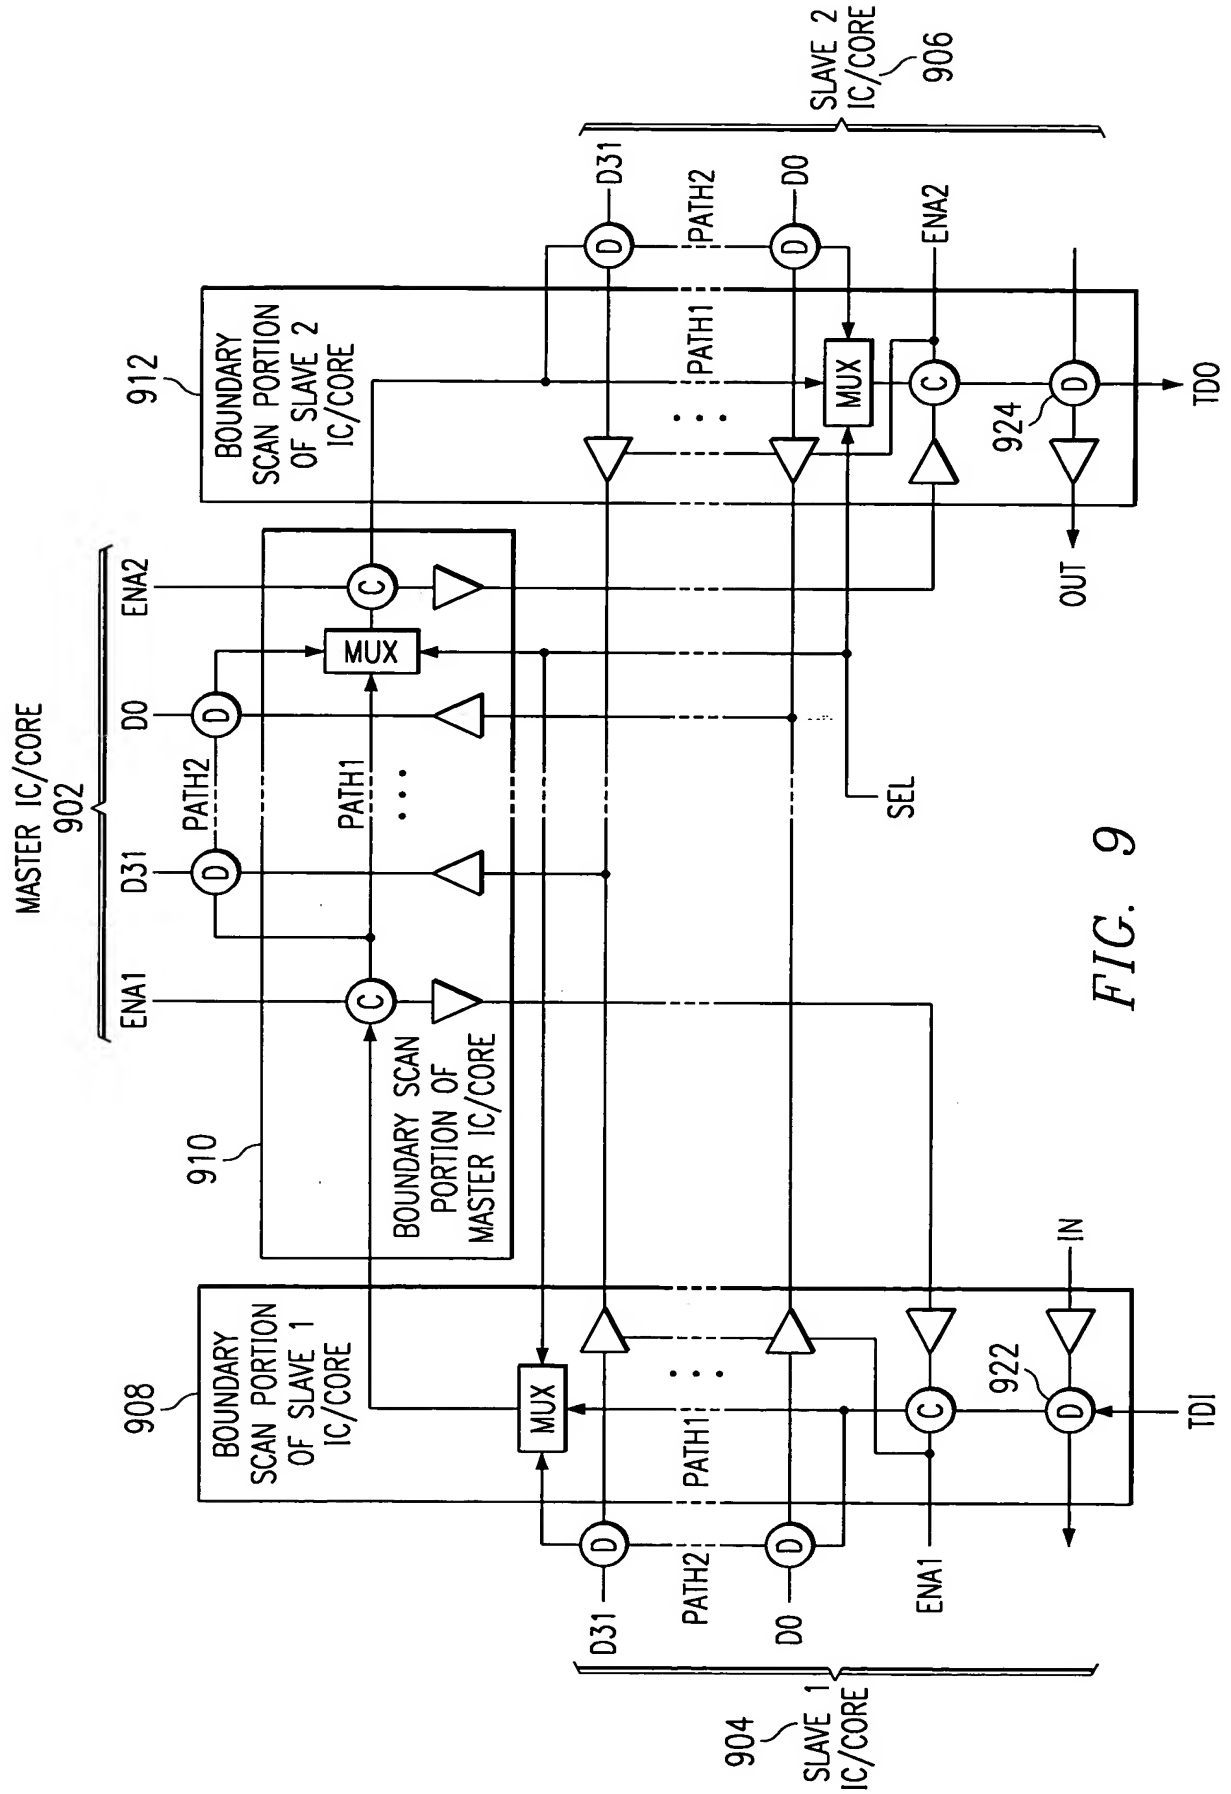 MASTER IC/CORE
902
ENA1
D31
PATH2
D0
ENA2
910
C
D
D
PATH1
...
MUX
C
BOUNDARY SCAN
PORTION OF
MASTER IC/CORE
908
BOUNDARY
SCAN PORTION
OF SLAVE 1
IC/CORE
MUX
PATH1
...
D31
D
PATH2
D0
D
ENA1
C
922
D
IN
TDI
904
SLAVE 1
IC/CORE
912
BOUNDARY
SCAN PORTION
OF SLAVE 2
IC/CORE
PATH1
...
MUX
D
D31
PATH2
D
D0
C
ENA2
924
D
OUT
TDO
SLAVE 2
IC/CORE
906
SEL
FIG. 9